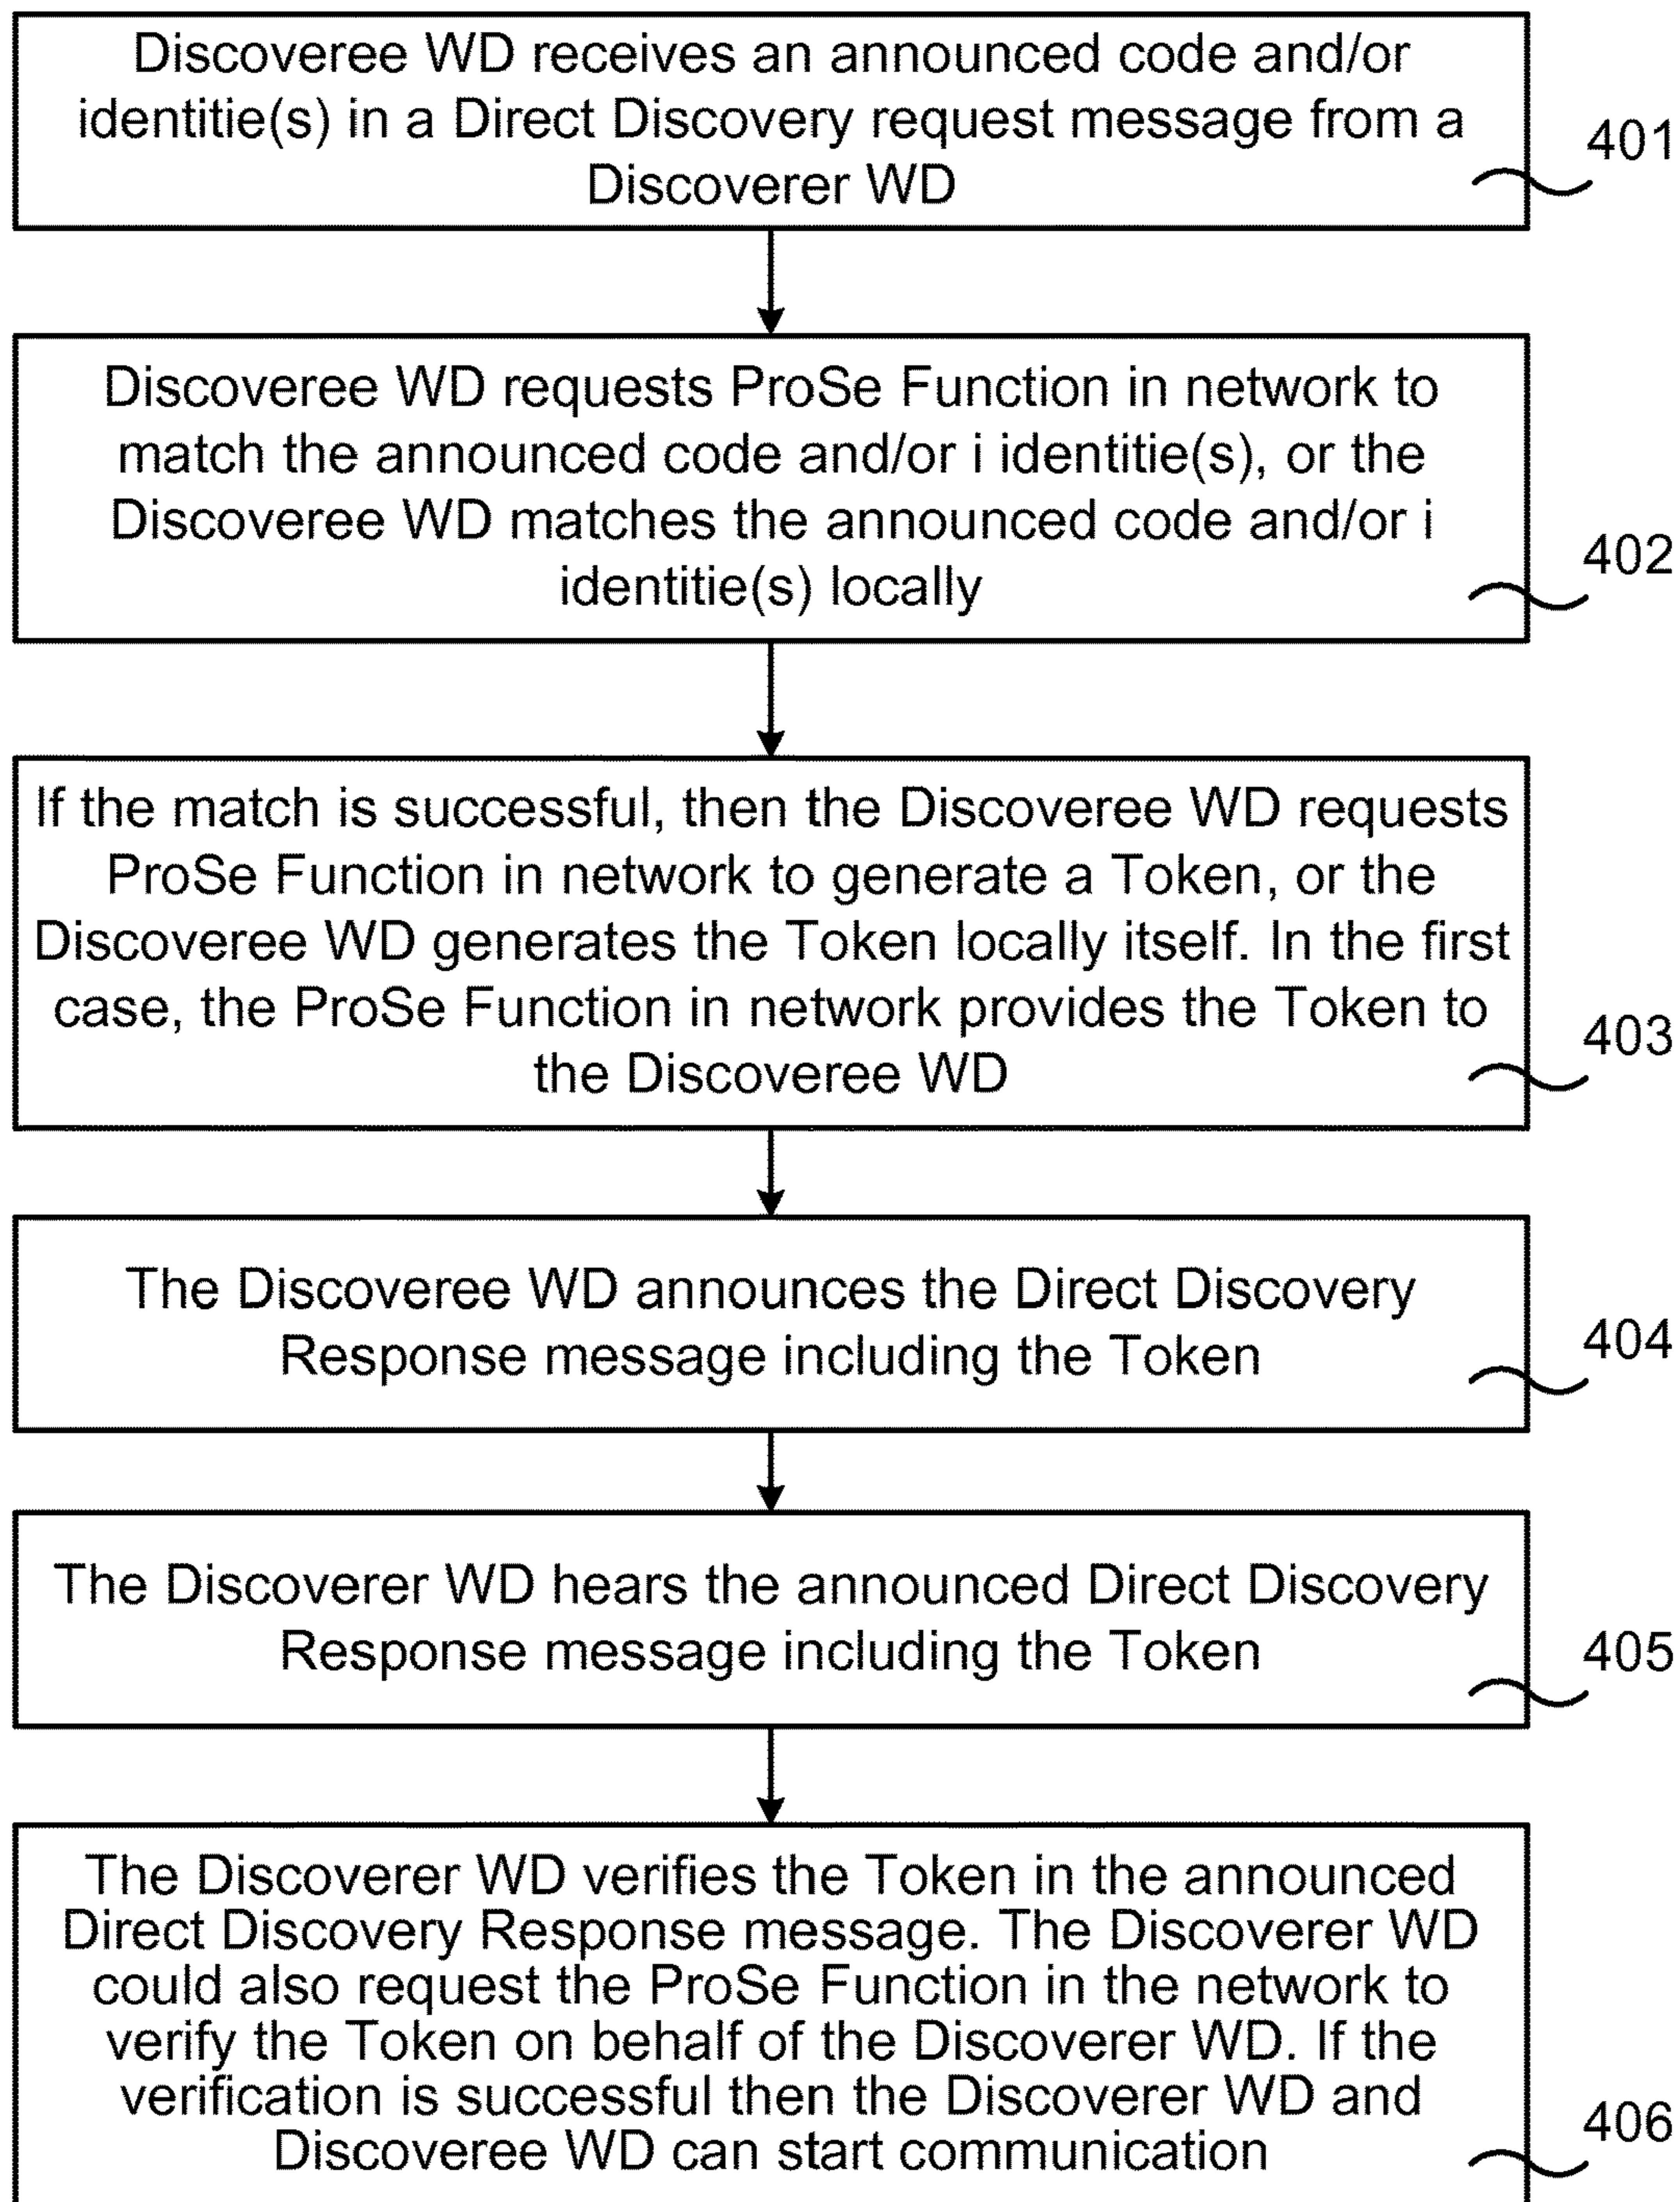 Discoveree WD receives an announced code and/or
identitie(s) in a Direct Discovery request message from a
Discoverer WD
401
Discoveree WD requests ProSe Function in network to
match the announced code and/or i identitie(s), or the
Discoveree WD matches the announced code and/or i
identitie(s) locally
402
If the match is successful, then the Discoveree WD requests
ProSe Function in network to generate a Token, or the
Discoveree WD generates the Token locally itself. In the first
case, the ProSe Function in network provides the Token to
the Discoveree WD
403
The Discoveree WD announces the Direct Discovery
Response message including the Token
404
The Discoverer WD hears the announced Direct Discovery
Response message including the Token
405
The Discoverer WD verifies the Token in the announced
Direct Discovery Response message. The Discoverer WD
could also request the ProSe Function in the network to
verify the Token on behalf of the Discoverer WD. If the
verification is successful then the Discoverer WD and
Discoveree WD can start communication
406